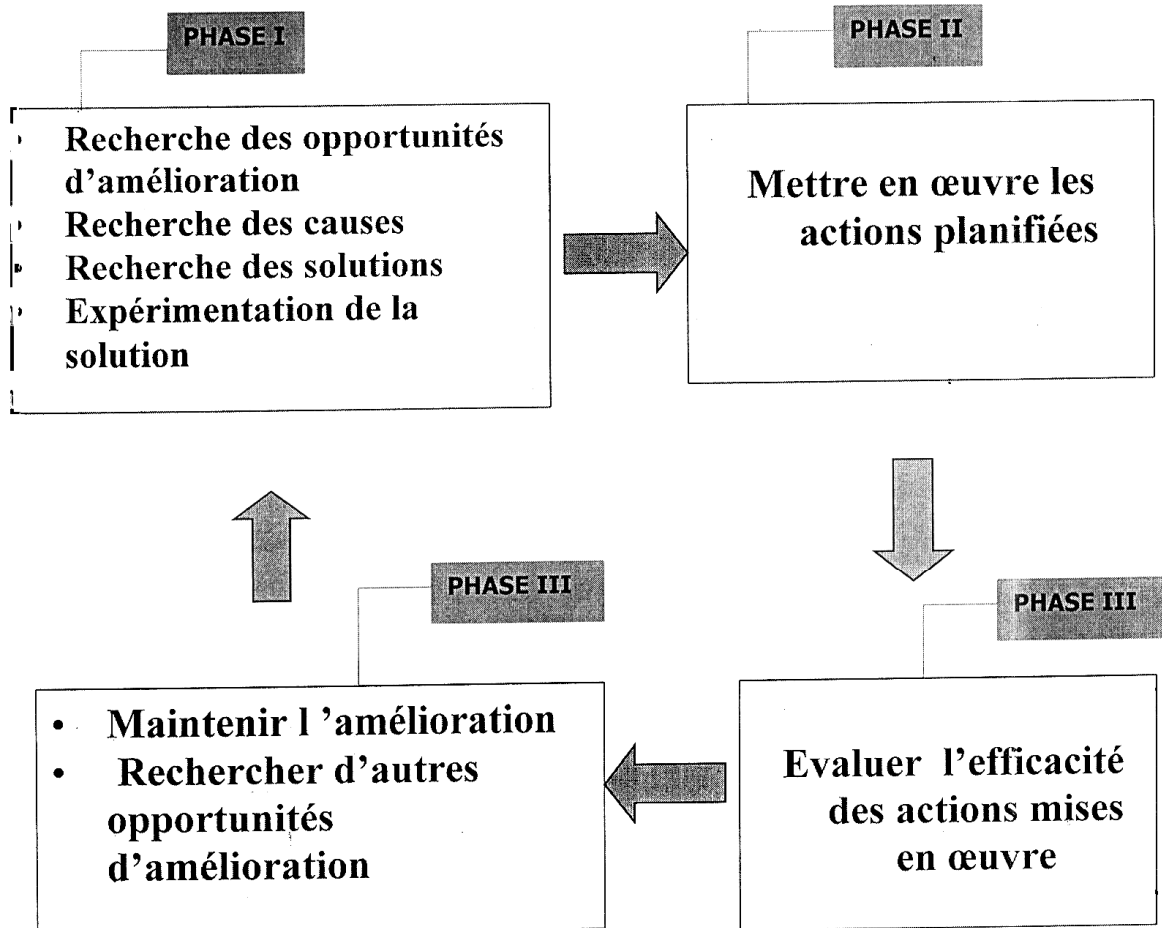 PHASE I
• Recherche des opportunités
d’amélioration
• Recherche des causes
• Recherche des solutions
• Expérimentation de la
solution
PHASE II
Mettre en œuvre les
actions planifiées
PHASE III
Evaluer l’efficacité
des actions mises
en œuvre
PHASE III
• Maintenir l ’amélioration
• Rechercher d’autres
opportunités
d’amélioration